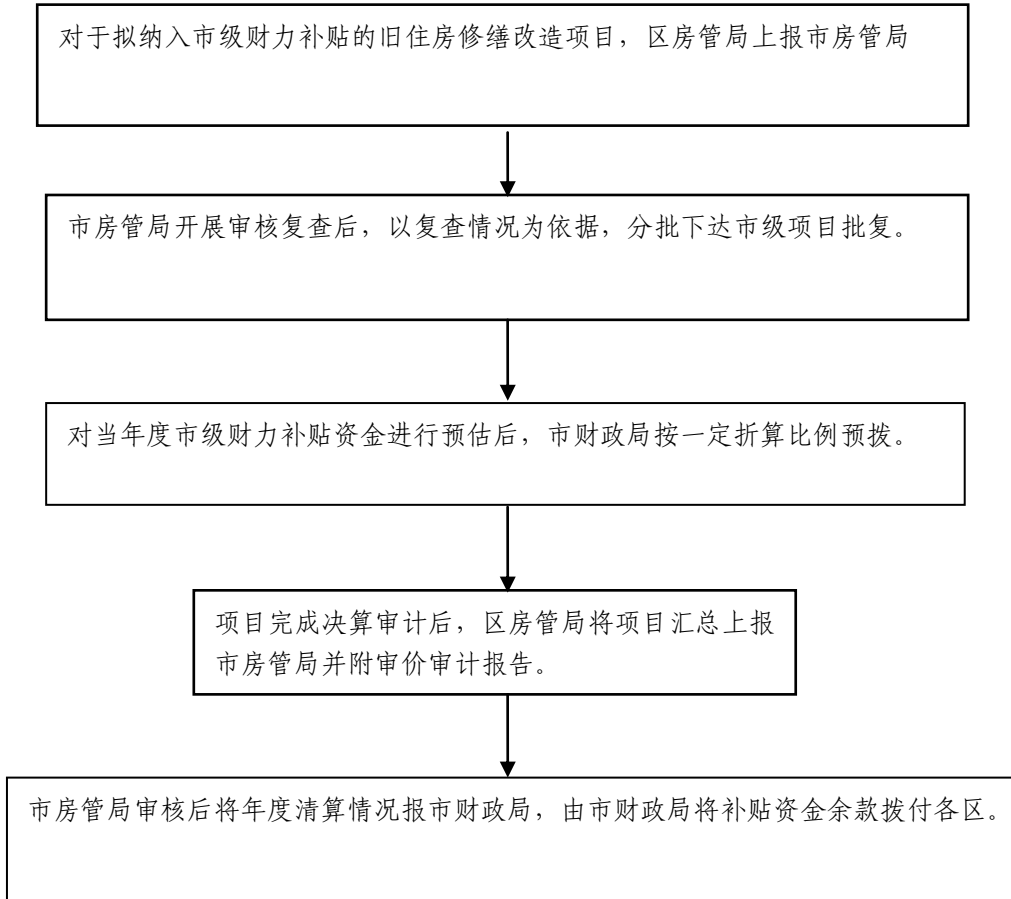 对于拟纳入市级财力补贴的旧住房修缮改造项目，区房管局上报市房管局
市房管局开展审核复查后，以复查情况为依据，分批下达市级项目批复。
对当年度市级财力补贴资金进行预估后，市财政局按一定折算比例预拨。
项目完成决算审计后，区房管局将项目汇总上报
市房管局并附审价审计报告。
市房管局审核后将年度清算情况报市财政局，由市财政局将补贴资金余款拨付各区。